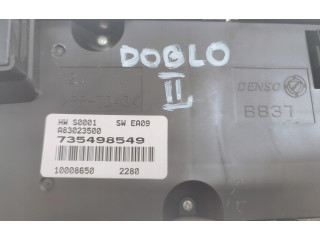 DOBLO
II
DENSO
B837
HW S0001 SW EA09
A83023500
735498549
10008650 2280